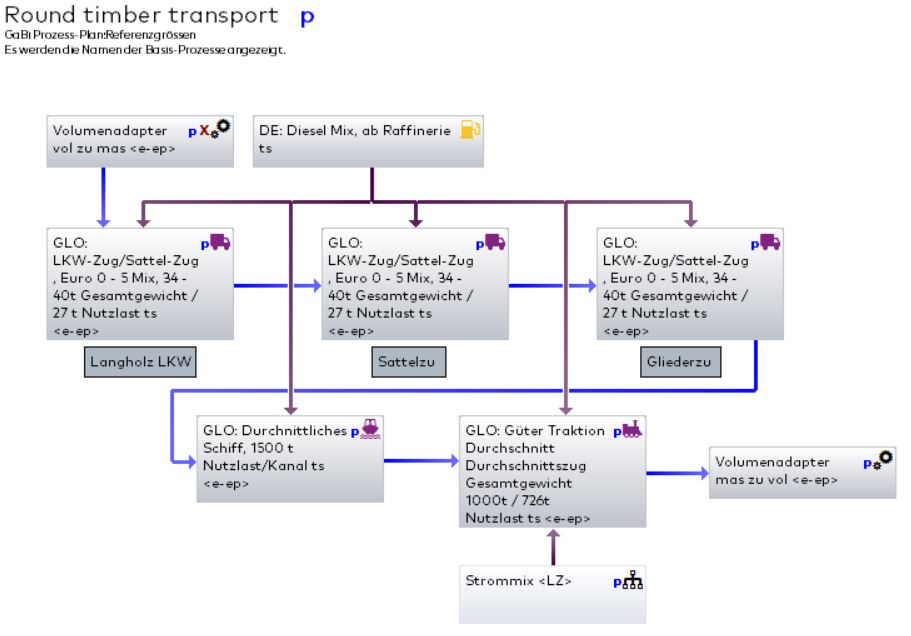 Round timber transport p
GaBi Prozess-Plan:Referenzgrössen
Es werden die Namen der Basis-Prozesse angezeigt.
Volumenadapter p X
vol zu mas <e-ep>
DE: Diesel Mix, ab Raffinerie
ts
GLO: p
LKW-Zug/Sattel-Zug
, Euro 0 - 5 Mix, 34 -
40t Gesamtgewicht /
27 t Nutzlast ts
<e-ep>
Langholz LKW
GLO: p
LKW-Zug/Sattel-Zug
, Euro 0 - 5 Mix, 34 -
40t Gesamtgewicht /
27 t Nutzlast ts
<e-ep>
Sattelzu
GLO: p
LKW-Zug/Sattel-Zug
, Euro 0 - 5 Mix, 34 -
40t Gesamtgewicht /
27 t Nutzlast ts
<e-ep>
Gliederzu
GLO: Durchnittliches p
Schiff, 1500 t
Nutzlast/Kanal ts
<e-ep>
GLO: Güter Traktion p
Durchschnitt
Durchschnittszug
Gesamtgewicht
1000t / 726t
Nutzlast ts <e-ep>
Volumenadapter p
mas zu vol <e-ep>
Strommix <LZ> p